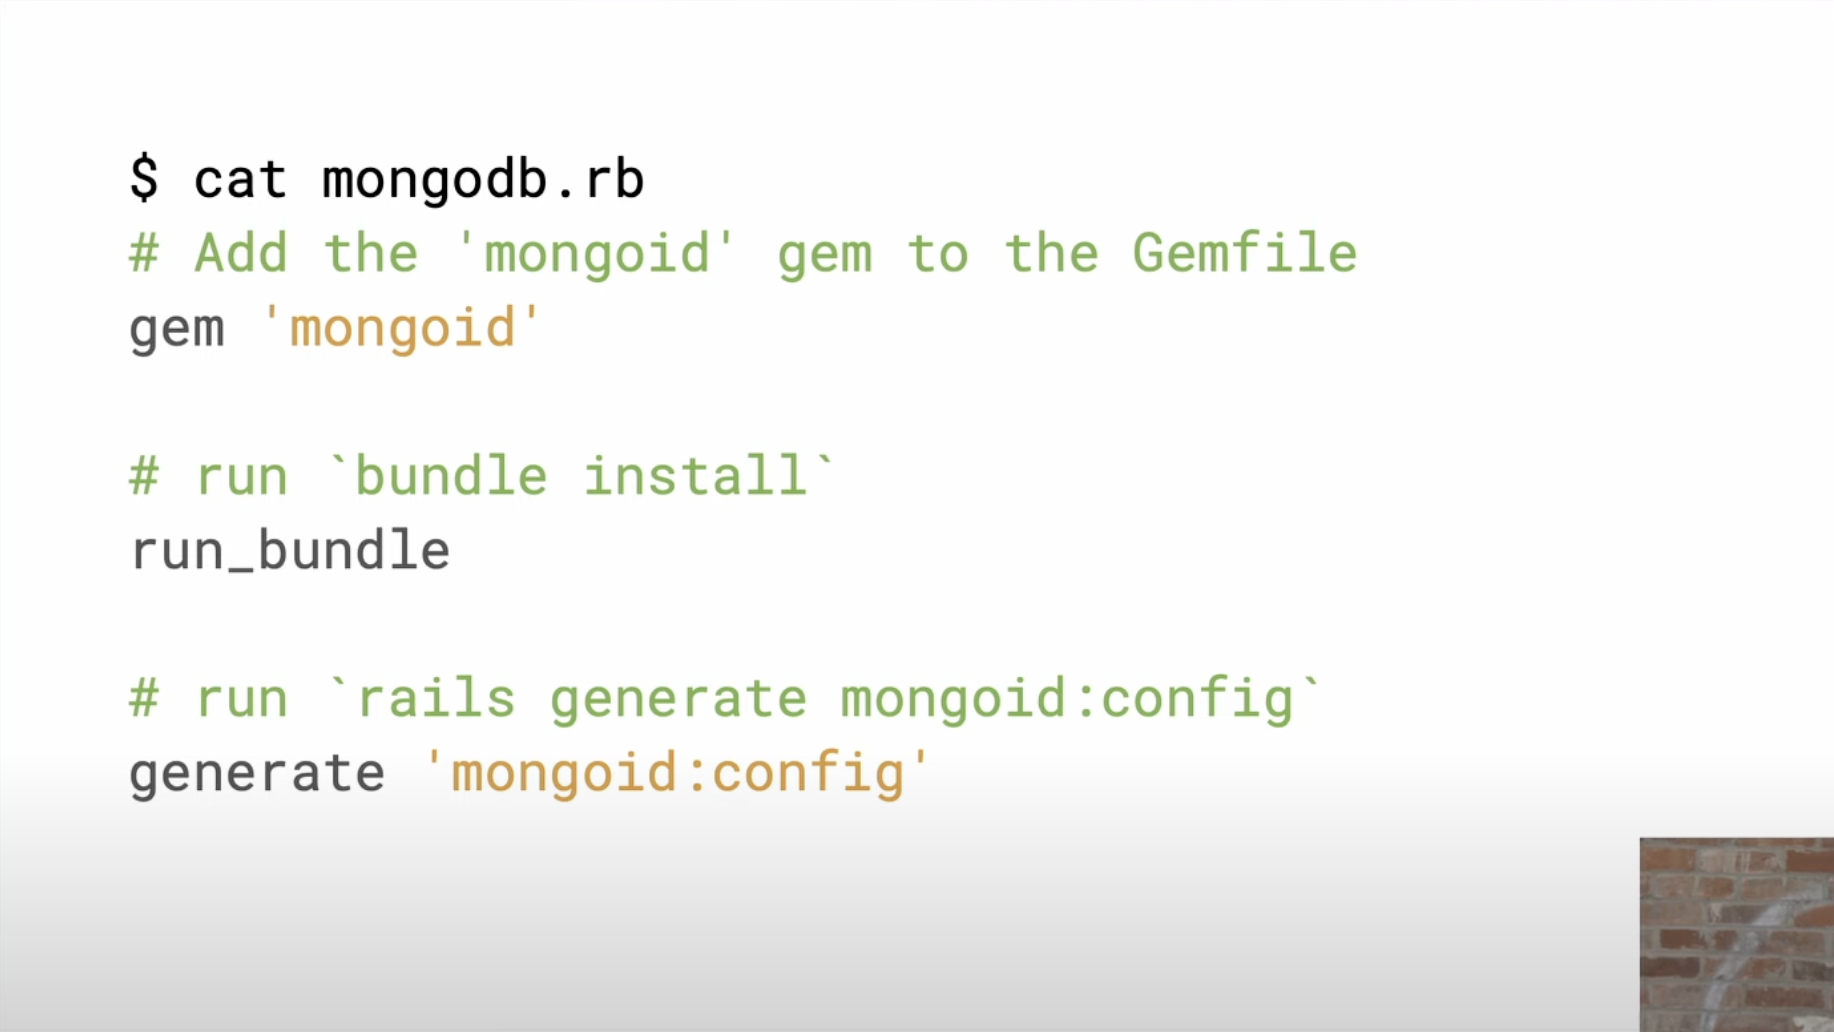 $ cat mongodb.rb
# Add the 'mongoid' gem to the Gemfile
gem 'mongoid'
# run `bundle install`
run_bundle
# run `rails generate mongoid:config`
generate 'mongoid:config'